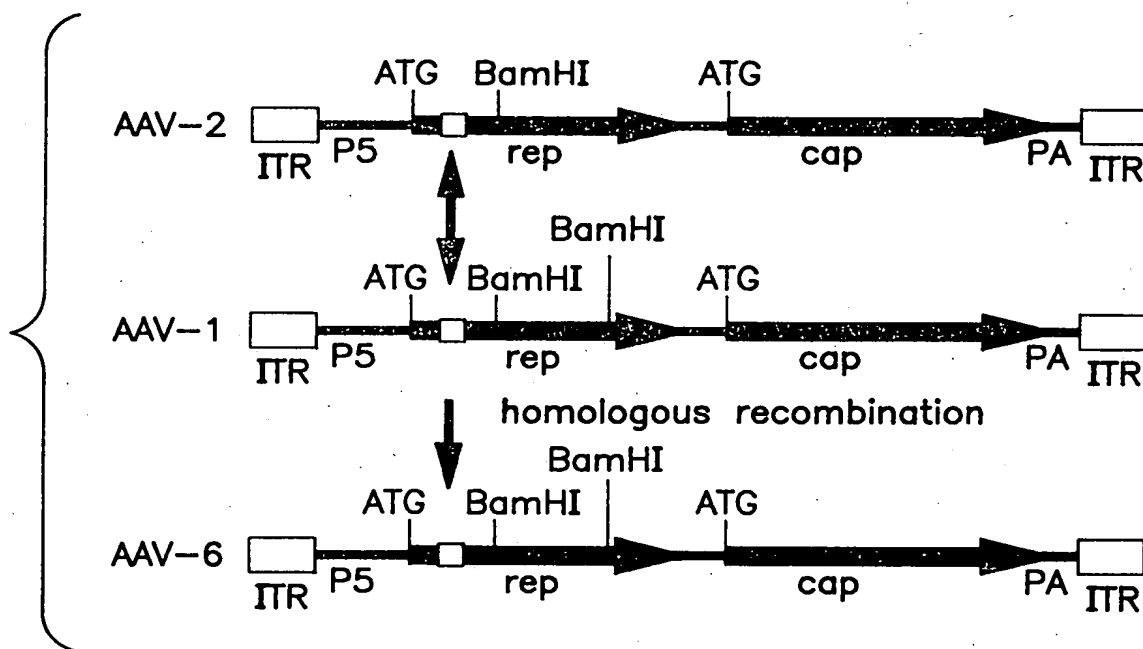 ATG BamHI ATG
AAV-2
P5 rep cap PA
ITR ITR
BamHI
ATG BamHI ATG
AAV-1
P5 rep cap PA
ITR ITR
homologous recombination
BamHI
ATG BamHI ATG
AAV-6
P5 rep cap PA
ITR ITR